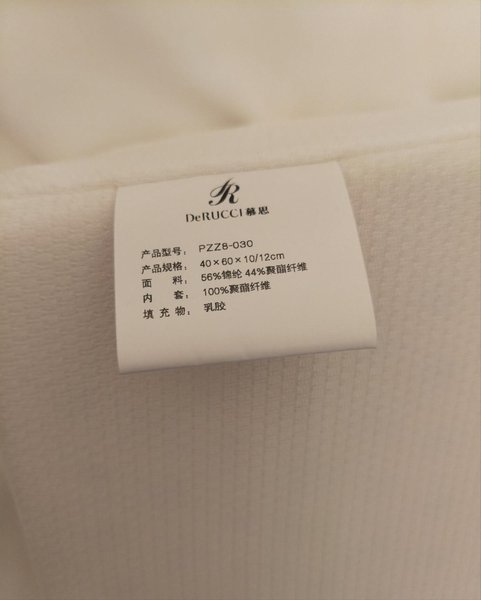 DeRUCCI 慕思
产品型号： PZZ8-030
产品规格： 40×60×10/12cm
面 料： 56%锦纶 44%聚酯纤维
内 套： 100%聚酯纤维
填 充 物： 乳胶